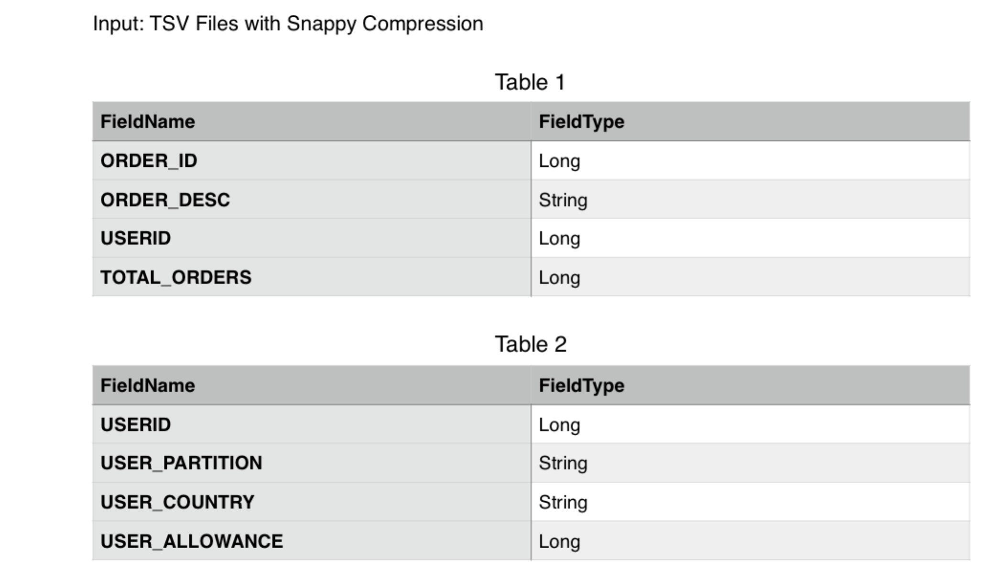 Input: TSV Files with Snappy Compression
Table 1
FieldName FieldType
ORDER_ID Long
ORDER_DESC String
USERID Long
TOTAL_ORDERS Long
Table 2
FieldName FieldType
USERID Long
USER_PARTITION String
USER_COUNTRY String
USER_ALLOWANCE Long